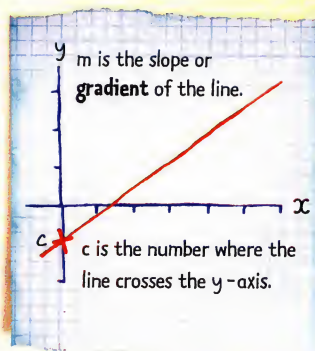 y
m is the slope or
gradient of the line.
x
c
c is the number where the
line crosses the y-axis.